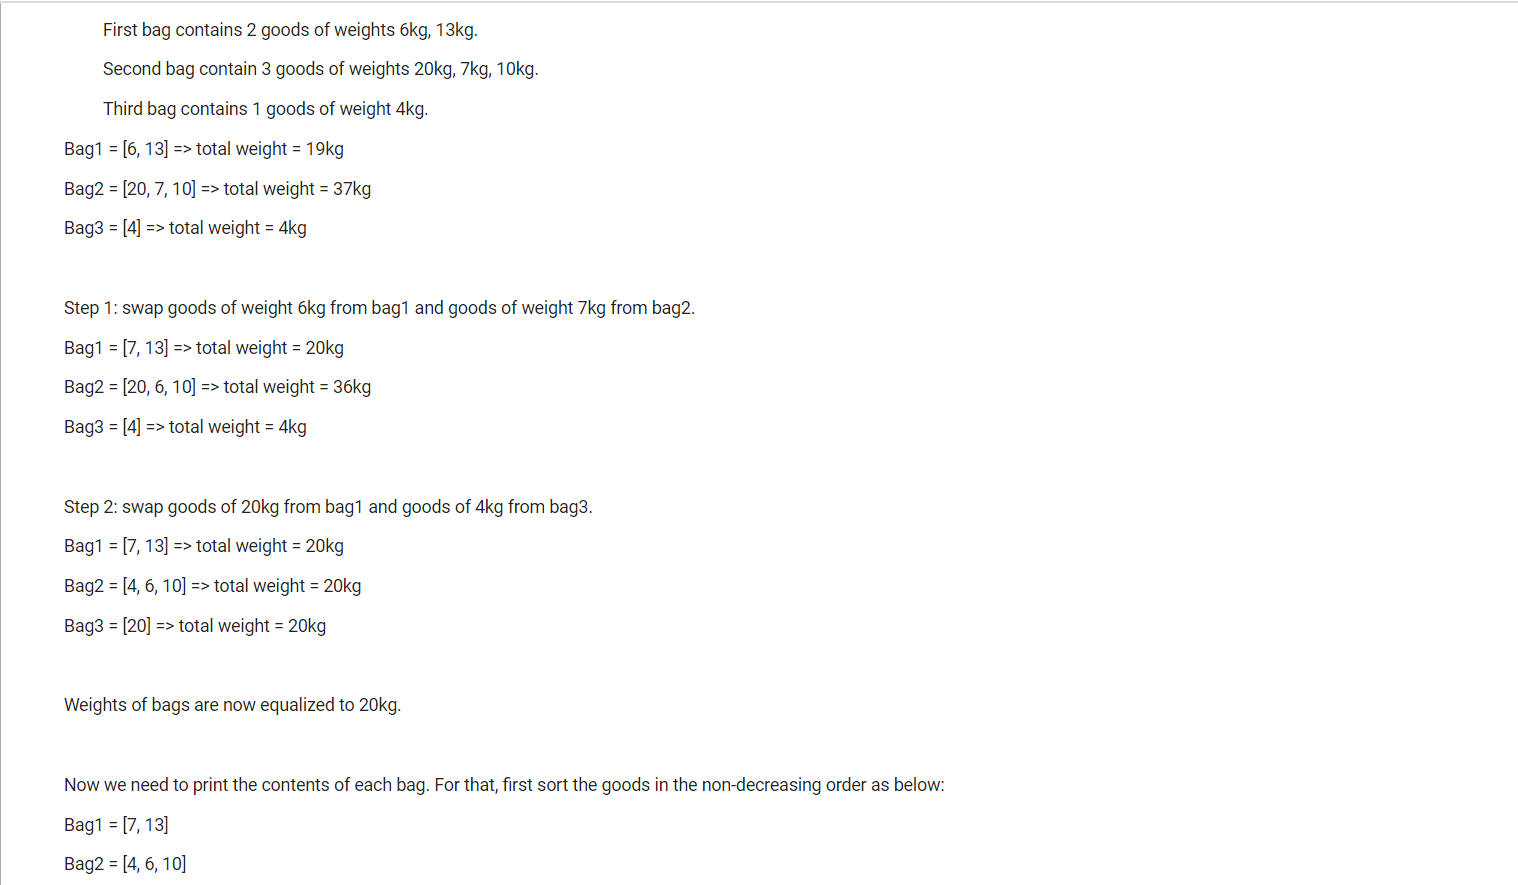 First bag contains 2 goods of weights 6kg, 13kg.
Second bag contain 3 goods of weights 20kg, 7kg, 10kg.
Third bag contains 1 goods of weight 4kg.
Bag1 = [6, 13] => total weight = 19kg
Bag2 = [20, 7, 10] => total weight = 37kg
Bag3 = [4] => total weight = 4kg
Step 1: swap goods of weight 6kg from bag1 and goods of weight 7kg from bag2.
Bag1 = [7, 13] => total weight = 20kg
Bag2 = [20, 6, 10] => total weight = 36kg
Bag3 = [4] => total weight = 4kg
Step 2: swap goods of 20kg from bag1 and goods of 4kg from bag3.
Bag1 = [7, 13] => total weight = 20kg
Bag2 = [4, 6, 10] => total weight = 20kg
Bag3 = [20] => total weight = 20kg
Weights of bags are now equalized to 20kg.
Now we need to print the contents of each bag. For that, first sort the goods in the non-decreasing order as below:
Bag1 = [7, 13]
Bag2 = [4, 6, 10]